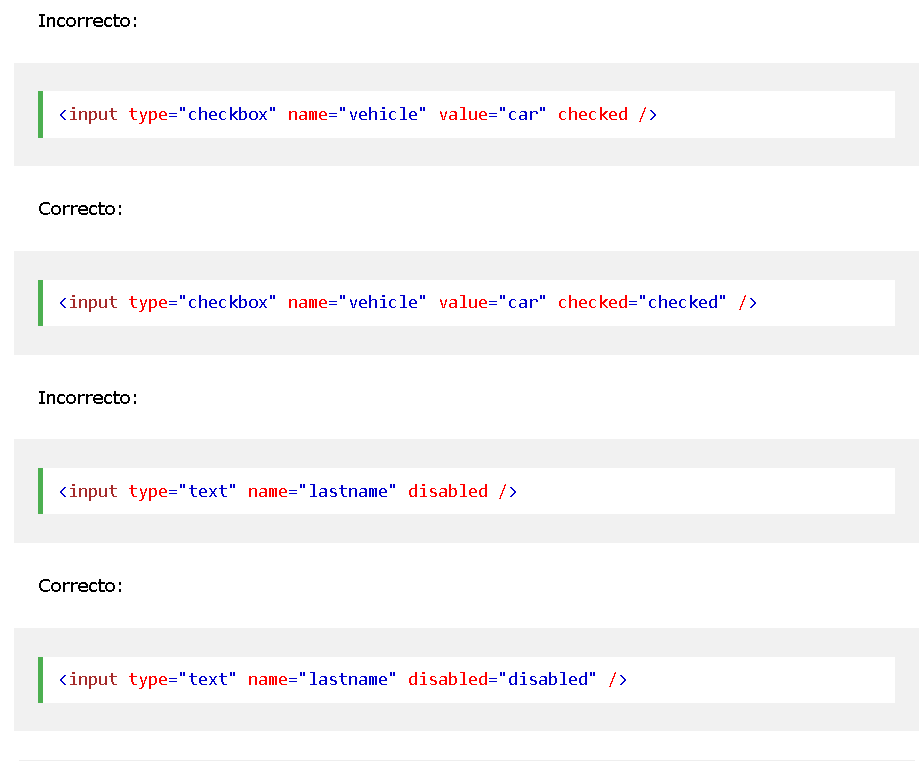 Incorrecto:
<input type="checkbox" name="vehicle" value="car" checked />
Correcto:
<input type="checkbox" name="vehicle" value="car" checked="checked" />
Incorrecto:
<input type="text" name="lastname" disabled />
Correcto:
<input type="text" name="lastname" disabled="disabled" />